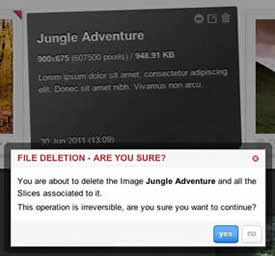 Jungle Adventure
900x675 (607500 pixels) / 948.91 KB
Lorem ipsum dolor sit amet, consectetur adipiscing
elit. Donec sit amet nibh. Vivamus non arcu.
30 Jun 2011 (13:09)
FILE DELETION - ARE YOU SURE?
You are about to delete the Image Jungle Adventure and all the
Slices associated to it.
This operation is irreversible, are you sure you want to continue?
yes
no